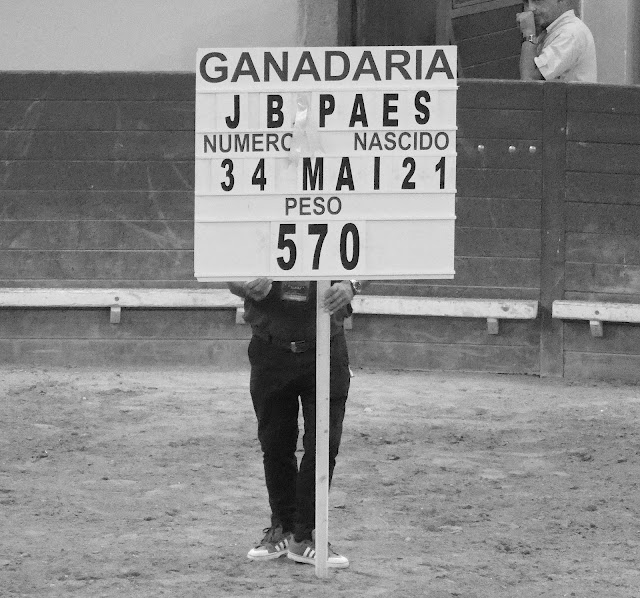 GANADARIA
J B PAES
NUMERO NASCIDO
34 MAI 21
PESO
570